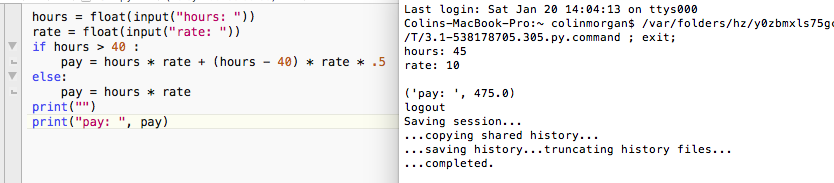 hours = float(input("hours: "))
rate = float(input("rate: "))
if hours > 40 :
    pay = hours * rate + (hours - 40) * rate * .5
else:
    pay = hours * rate
print("")
print("pay: ", pay)
Last login: Sat Jan 20 14:04:13 on ttys000
Colins-MacBook-Pro:~ colinmorgan$ /var/folders/hz/y0zbmxls75gc
/T/3.1-538178705.305.py.command ; exit;
hours: 45
rate: 10

('pay: ', 475.0)
logout
Saving session...
...copying shared history...
...saving history...truncating history files...
...completed.